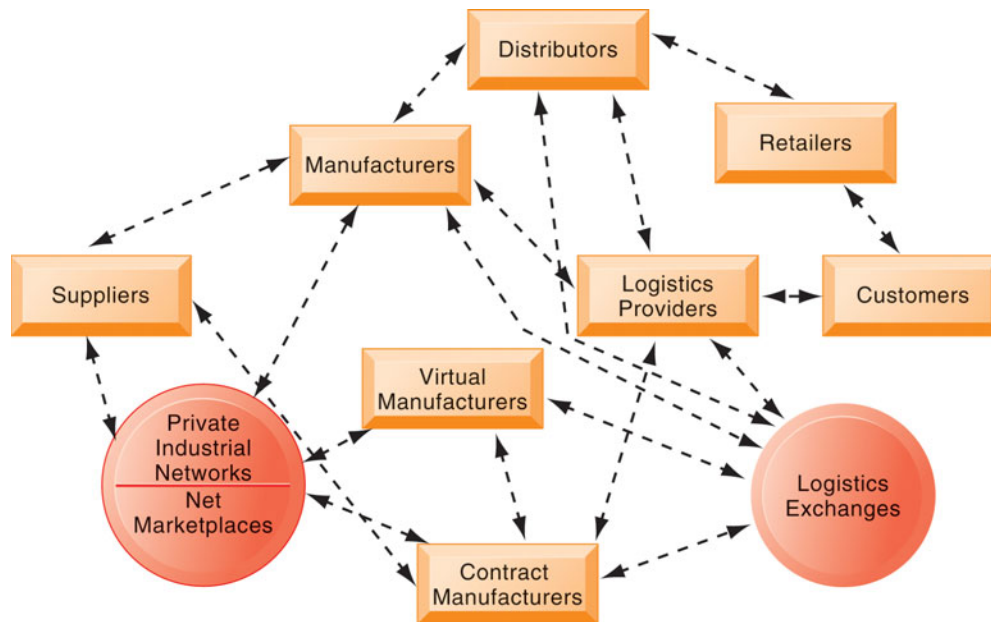 Distributors
Retailers
Manufacturers
Suppliers
Logistics
Providers
Customers
Virtual
Manufacturers
Private
Industrial
Networks
Net
Marketplaces
Logistics
Exchanges
Contract
Manufacturers